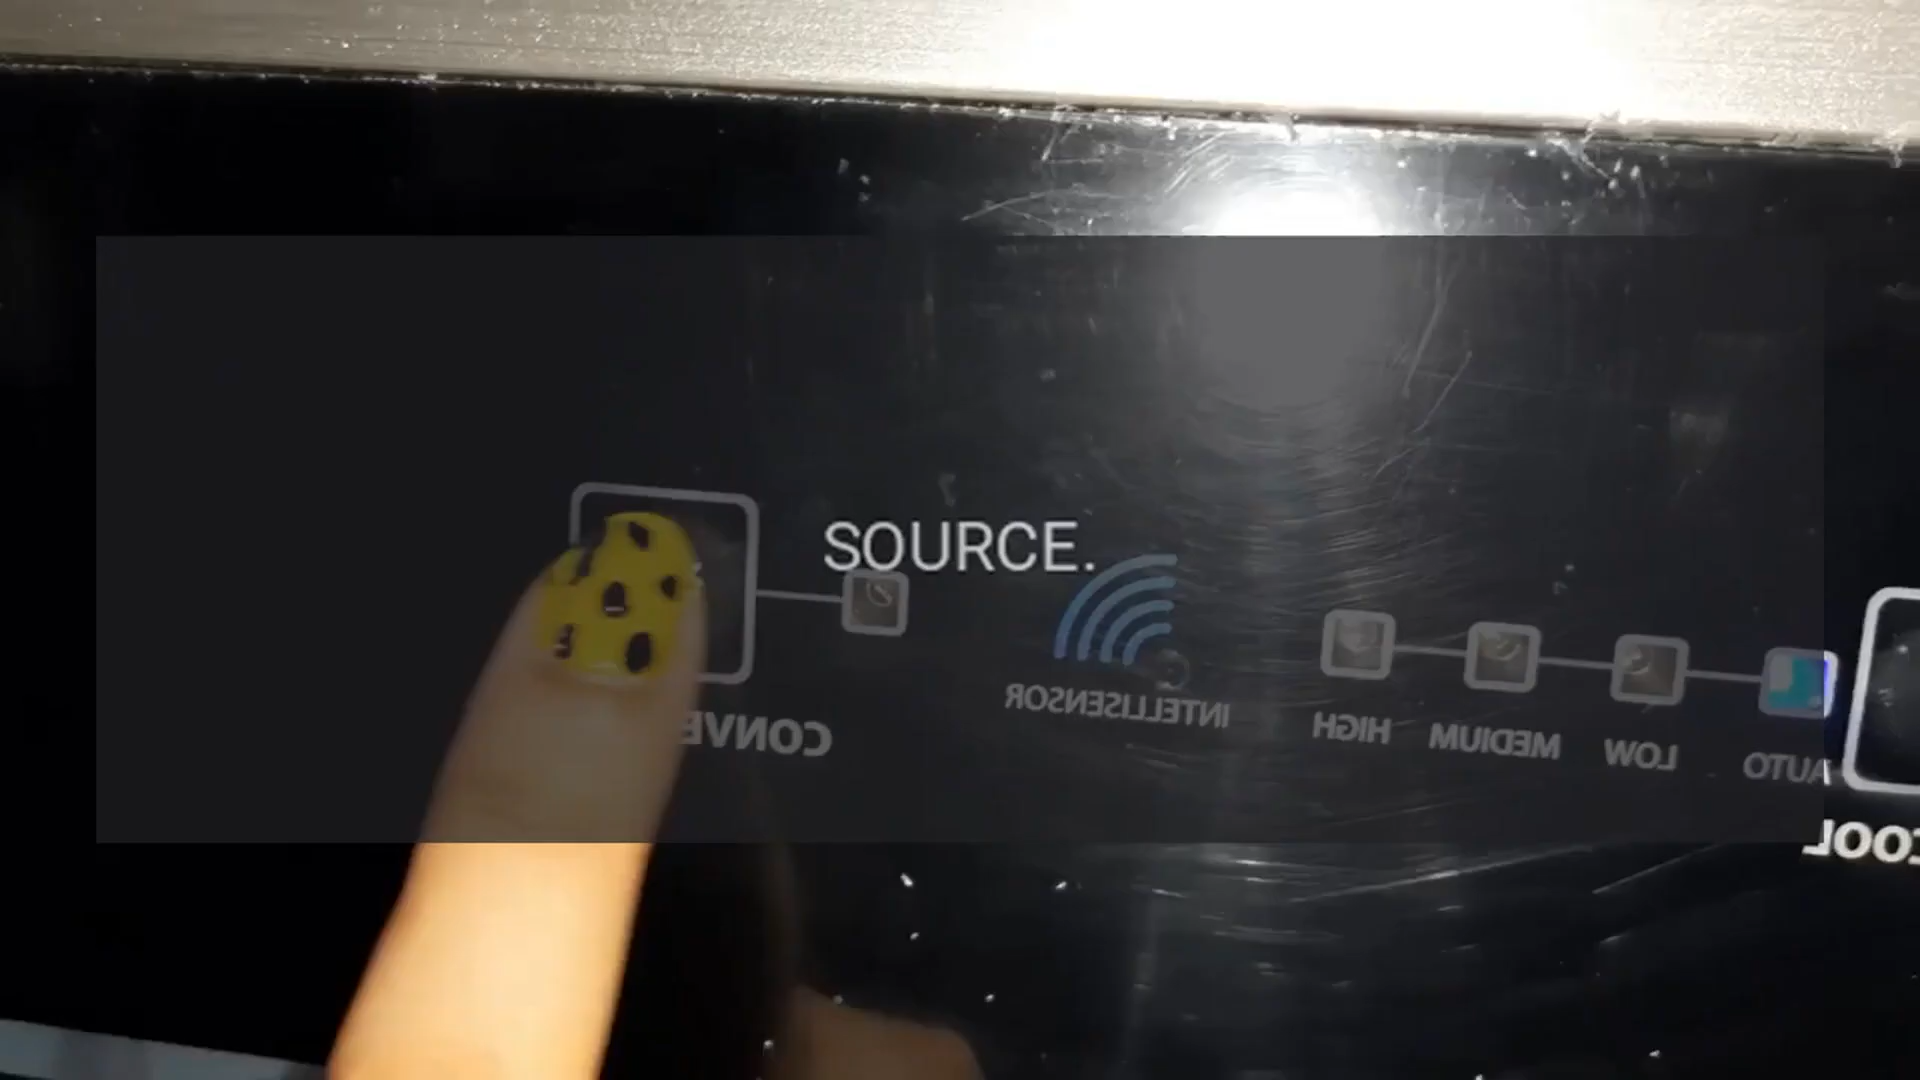 SOURCE.
INTELLISENSOR
HIGH
MEDIUM
LOW
AUTO
CONVE
COOL